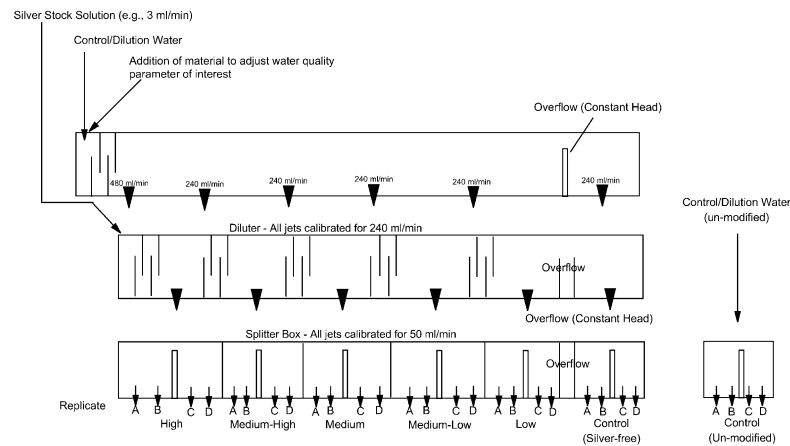 Silver Stock Solution (e.g., 3 ml/min)
Control/Dilution Water
Addition of material to adjust water quality
parameter of interest
Overflow (Constant Head)
480 ml/min
240 ml/min
240 ml/min
240 ml/min
240 ml/min
240 ml/min
Control/Dilution Water
(un-modified)
Diluter - All jets calibrated for 240 ml/min
Overflow
Overflow (Constant Head)
Splitter Box - All jets calibrated for 50 ml/min
Overflow
Replicate
A B C D
A B C D
A B C D
A B C D
A B C D
A B C D
A B C D
High
Medium-High
Medium
Medium-Low
Low
Control
(Silver-free)
Control
(Un-modified)